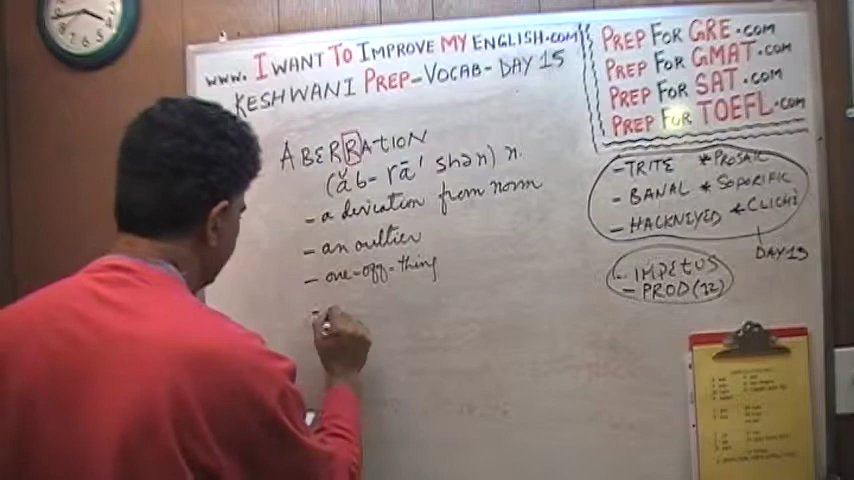 www. I WANT TO IMPROVE MY ENGLISH.com
KESHWANI PREP-VOCAB- DAY 15
PREP FOR GRE.com
PREP FOR GMAT.com
PREP FOR SAT.com
PREP FOR TOEFL.com
ABERRATION
(ăb-rā' shən) n.
- a deviation from norm
- an outlier
- one-off-thing
-
- TRITE * PROSAIC
- BANAL * SOPORIFIC
- HACKNEYED * CLICHÉ
DAY 15
- IMPETUS
- PROD (12)